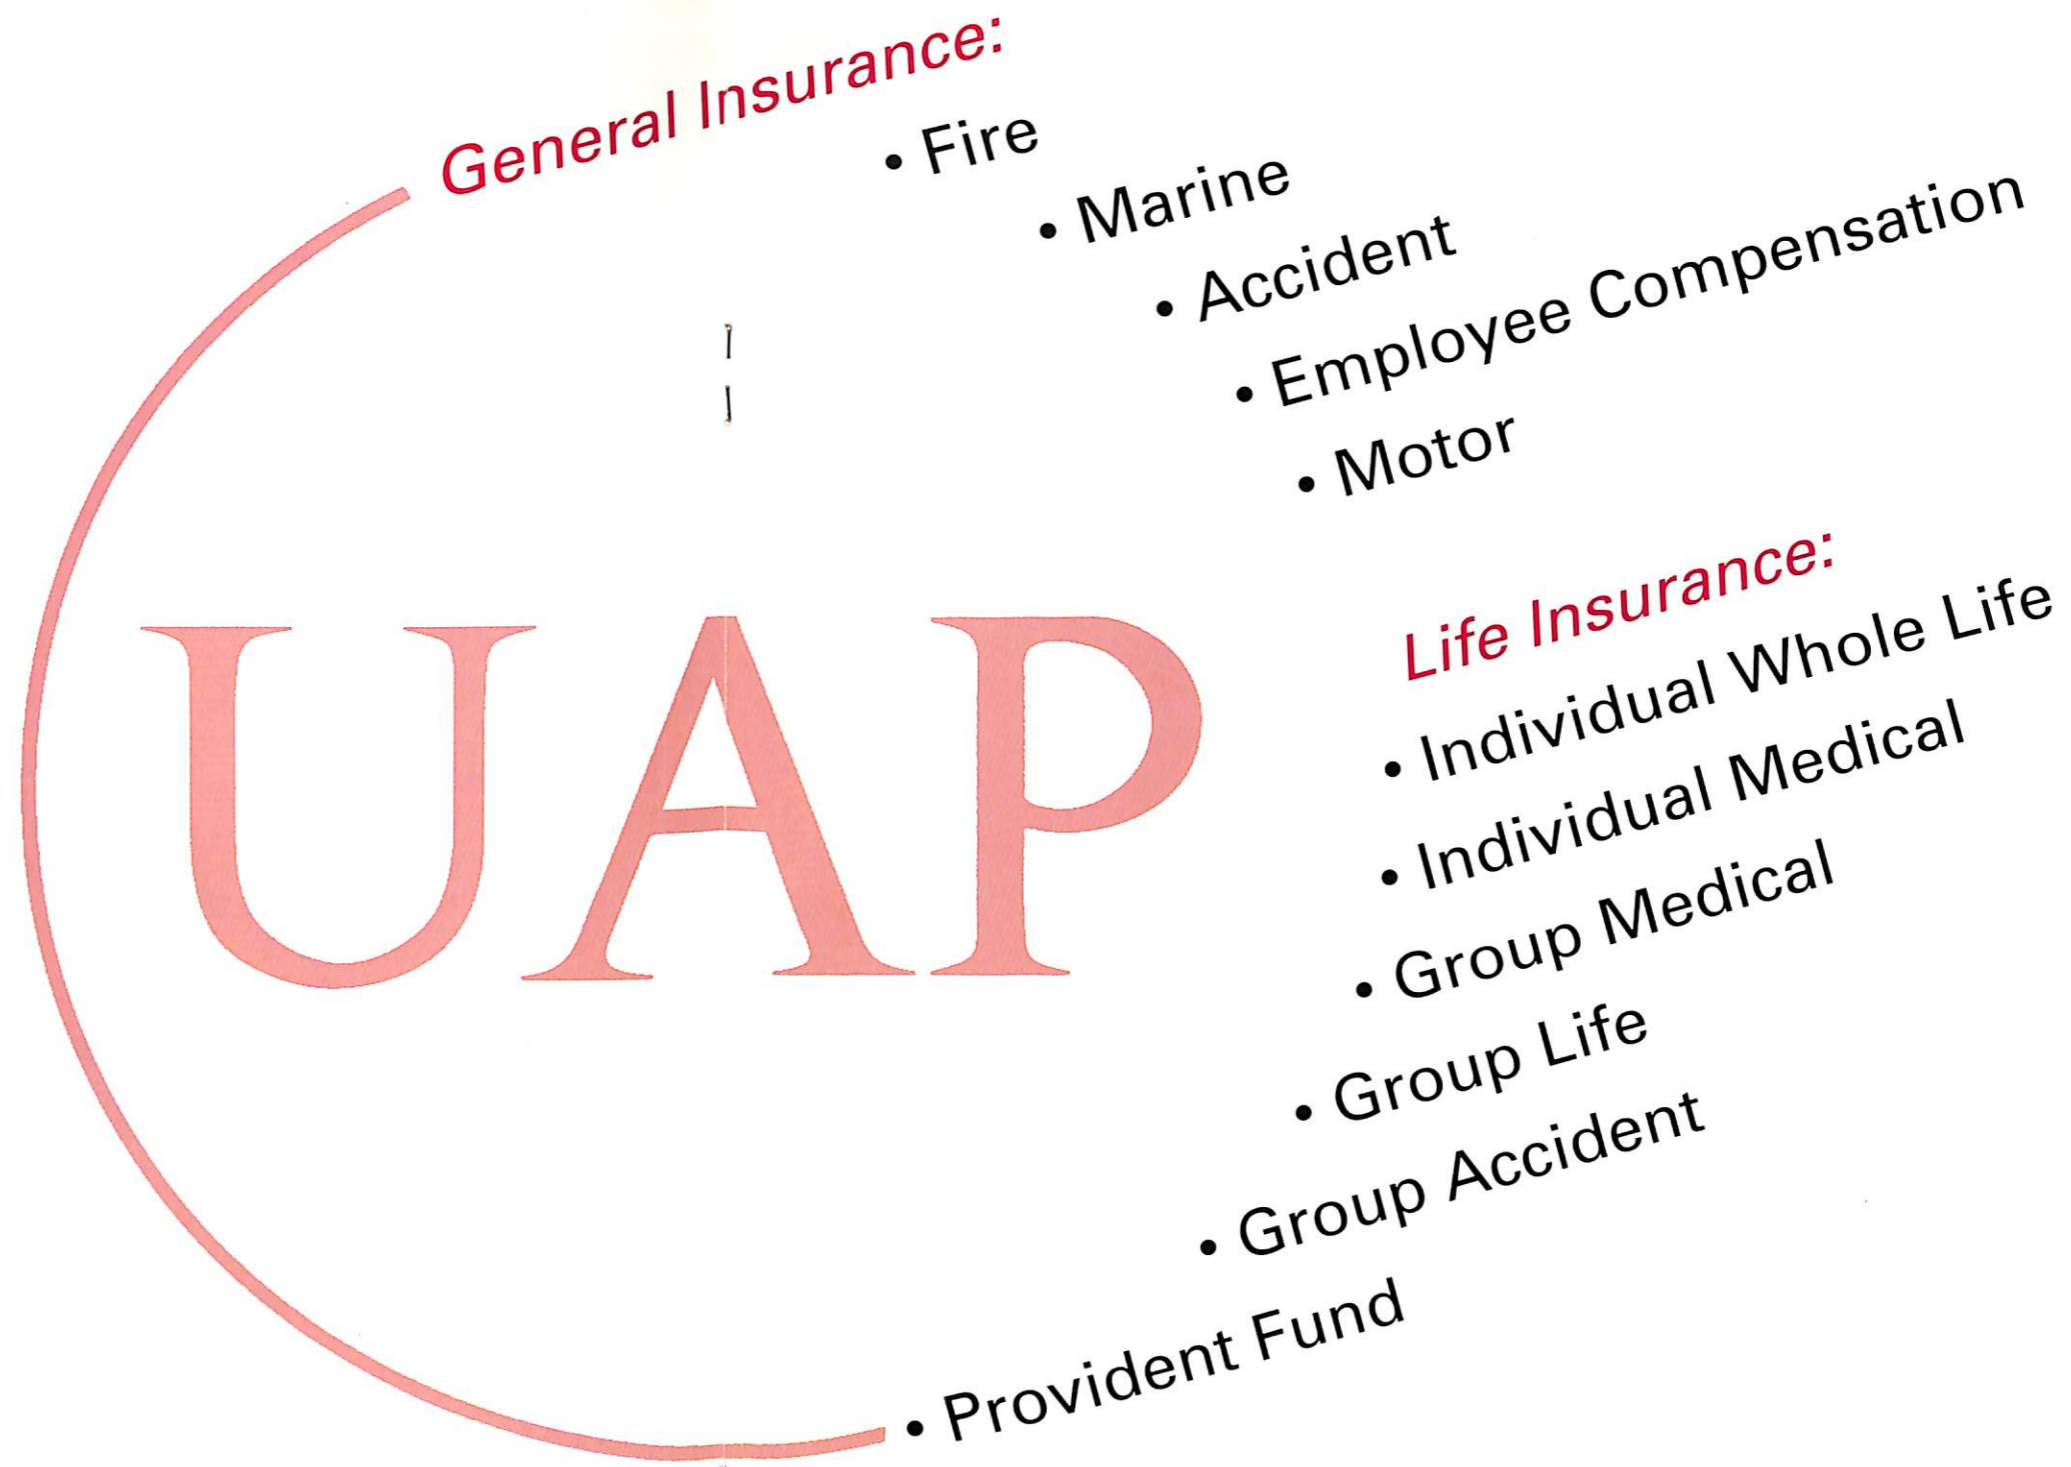 General Insurance:
• Fire
• Marine
• Accident
• Employee Compensation
• Motor
UAP
Life Insurance:
• Individual Whole Life
• Individual Medical
• Group Medical
• Group Life
• Group Accident
• Provident Fund